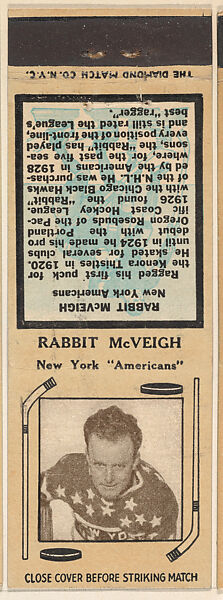 THE DIAMOND MATCH CO. N.Y.C.
RABBIT McVEIGH
New York Americans
Ragged his first puck for
the Kenora Thistles in 1920.
He skated for several clubs
until in 1924 he made his pro
debut with the Portland
Oregon Rosebuds of the Pac-
ific Coast Hockey League.
1926 found the "Rabbit"
with the Chicago Black Hawks
of the N.H.L. He was purchas-
ed by the Americans in 1928
where, for the past five sea-
sons, the "Rabbit" has played
every position of the front-line,
and is still rated the League's
best "ragger".
RABBIT McVEIGH
New York "Americans"
NEW YO
CLOSE COVER BEFORE STRIKING MATCH